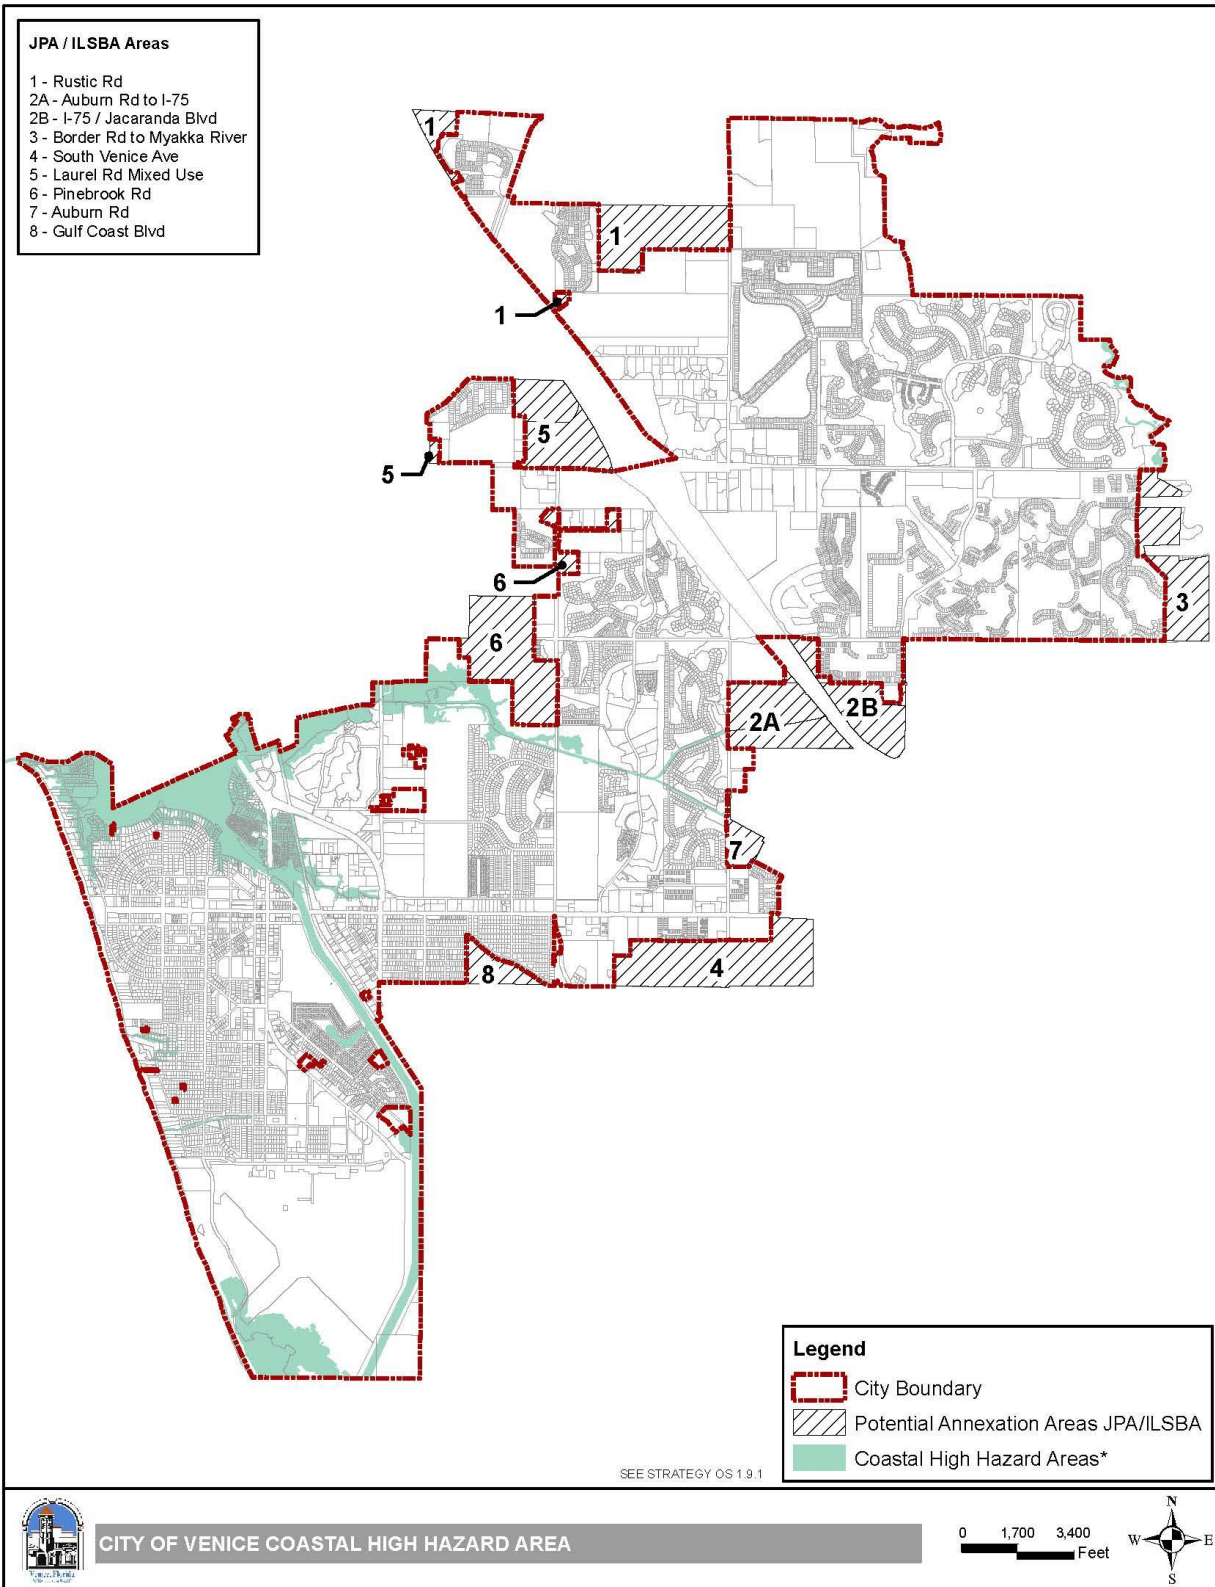 JPA / ILSBA Areas
1 - Rustic Rd
2A - Auburn Rd to I-75
2B - I-75 / Jacaranda Blvd
3 - Border Rd to Myakka River
4 - South Venice Ave
5 - Laurel Rd Mixed Use
6 - Pinebrook Rd
7 - Auburn Rd
8 - Gulf Coast Blvd
1
1
1
5
5
6
6
3
2A
2B
7
4
8
Legend
City Boundary
Potential Annexation Areas JPA/ILSBA
Coastal High Hazard Areas*
SEE STRATEGY OS 1.9.1
Venice, Florida
CITY OF VENICE COASTAL HIGH HAZARD AREA
0 1,700 3,400
Feet
N
W E
S